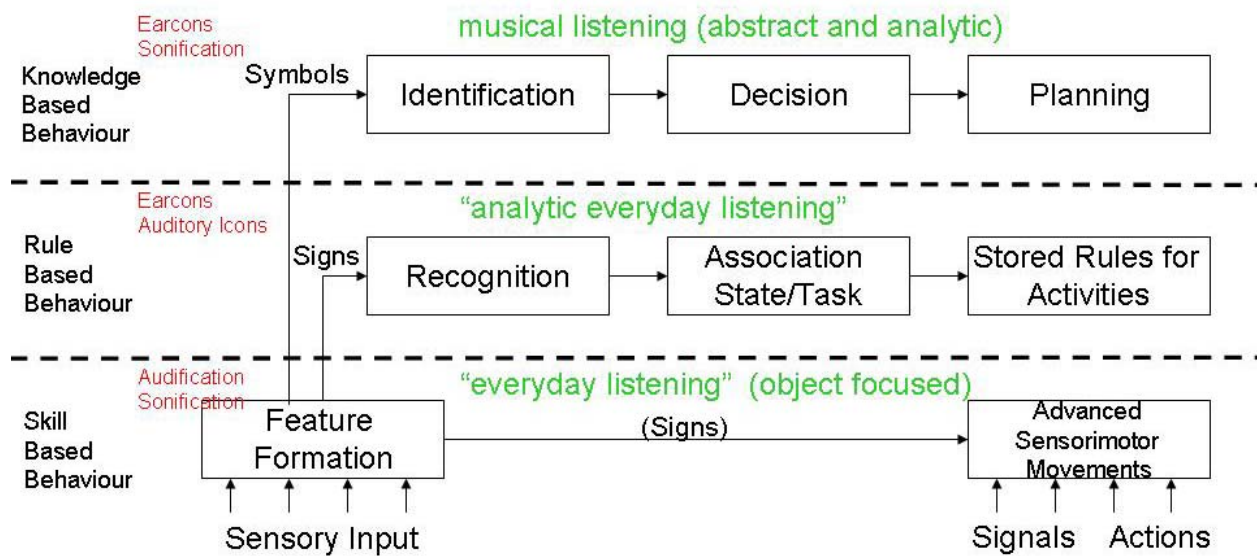 Earcons
Sonification
musical listening (abstract and analytic)
Knowledge
Based
Behaviour
Symbols
Identification
Decision
Planning
Earcons
Auditory Icons
"analytic everyday listening"
Rule
Based
Behaviour
Signs
Recognition
Association
State/Task
Stored Rules for
Activities
Audification
Sonification
"everyday listening" (object focused)
Skill
Based
Behaviour
Feature
Formation
(Signs)
Advanced
Sensorimotor
Movements
Sensory Input
Signals
Actions